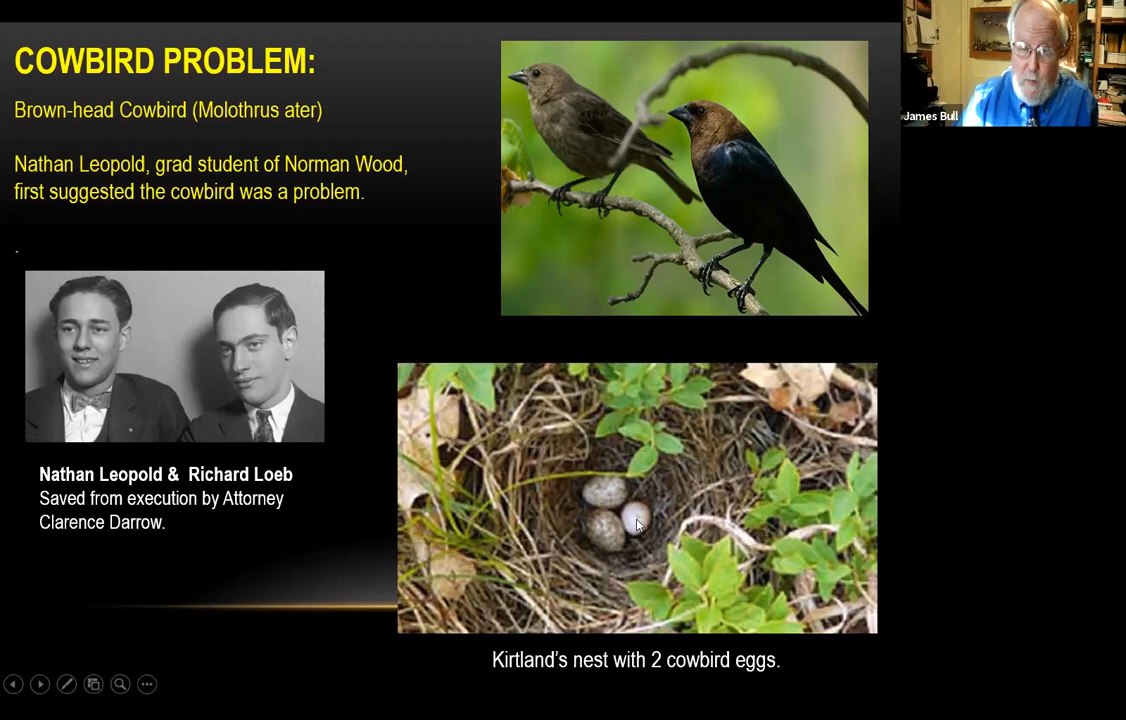 COWBIRD PROBLEM:
Brown-head Cowbird (Molothrus ater)
Nathan Leopold, grad student of Norman Wood,
first suggested the cowbird was a problem.
.
Nathan Leopold & Richard Loeb
Saved from execution by Attorney
Clarence Darrow.
Kirtland's nest with 2 cowbird eggs.
James Bull